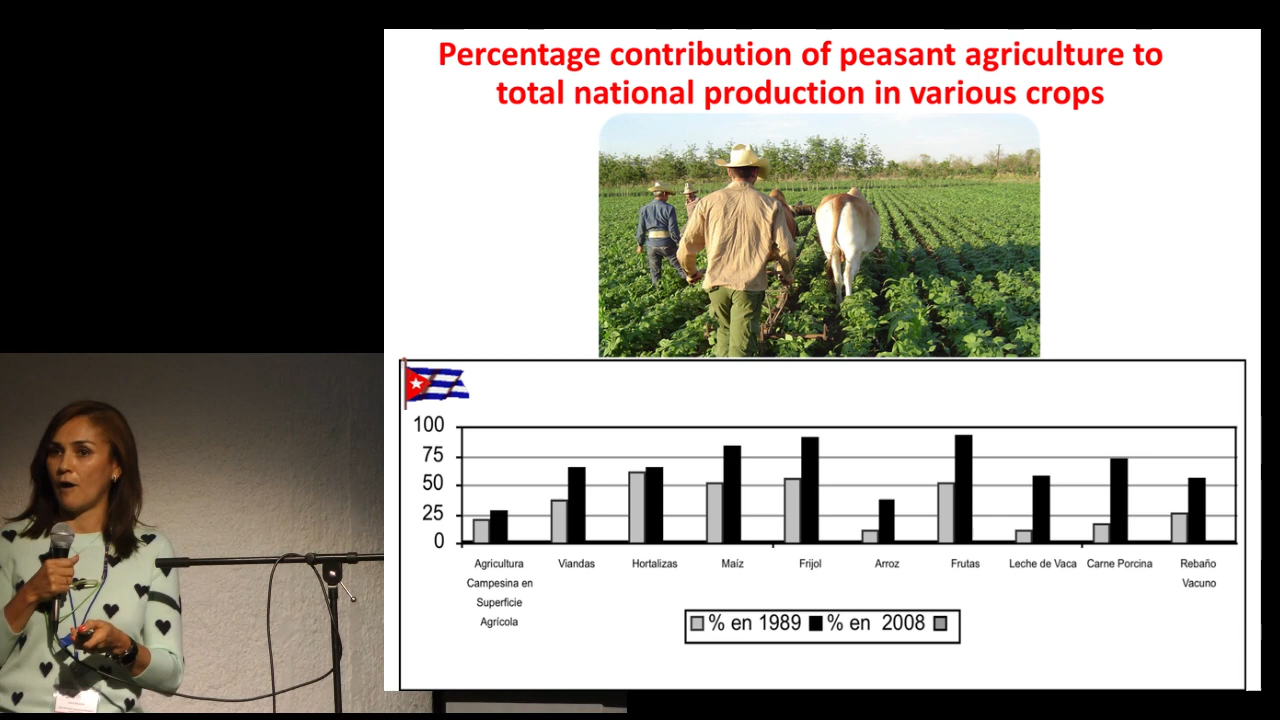 Percentage contribution of peasant agriculture to
total national production in various crops
100
75
50
25
0
Agricultura
Campesina en
Superficie
Agrícola
Viandas
Hortalizas
Maíz
Frijol
Arroz
Frutas
Leche de Vaca
Carne Porcina
Rebaño
Vacuno
% en 1989
% en 2008